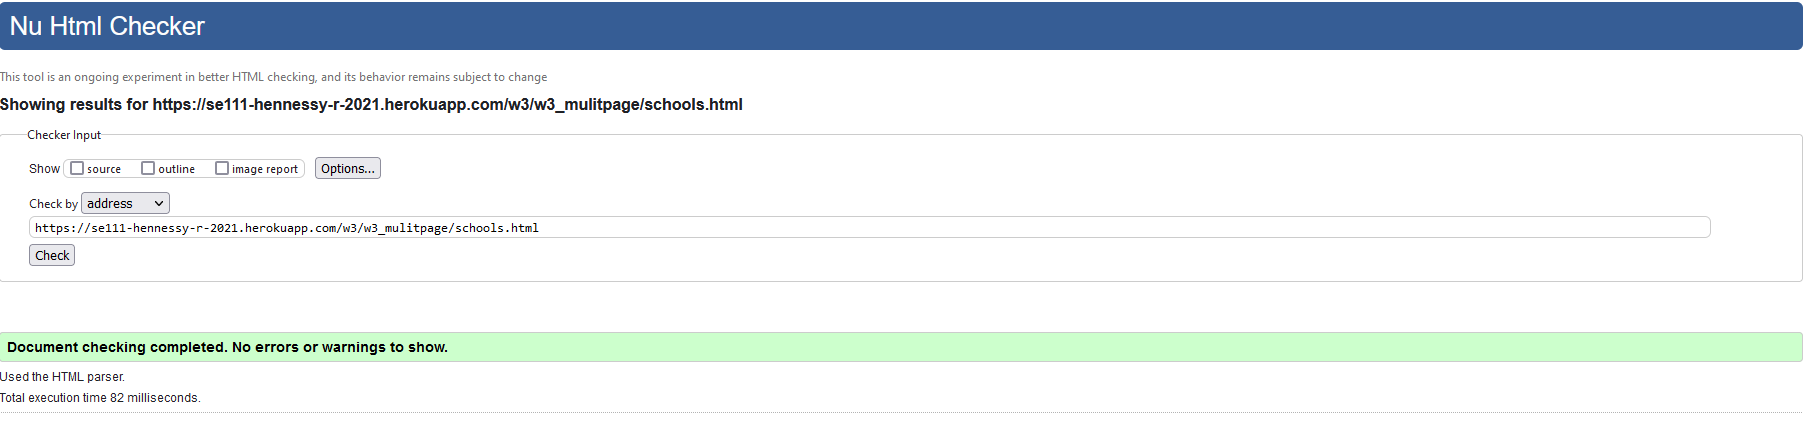 Nu Html Checker
This tool is an ongoing experiment in better HTML checking, and its behavior remains subject to change
Showing results for https://se111-hennessy-r-2021.herokuapp.com/w3/w3_mulitpage/schools.html
Checker Input
Show source outline image report Options...
Check by address
https://se111-hennessy-r-2021.herokuapp.com/w3/w3_mulitpage/schools.html
Check
Document checking completed. No errors or warnings to show.
Used the HTML parser.
Total execution time 82 milliseconds.